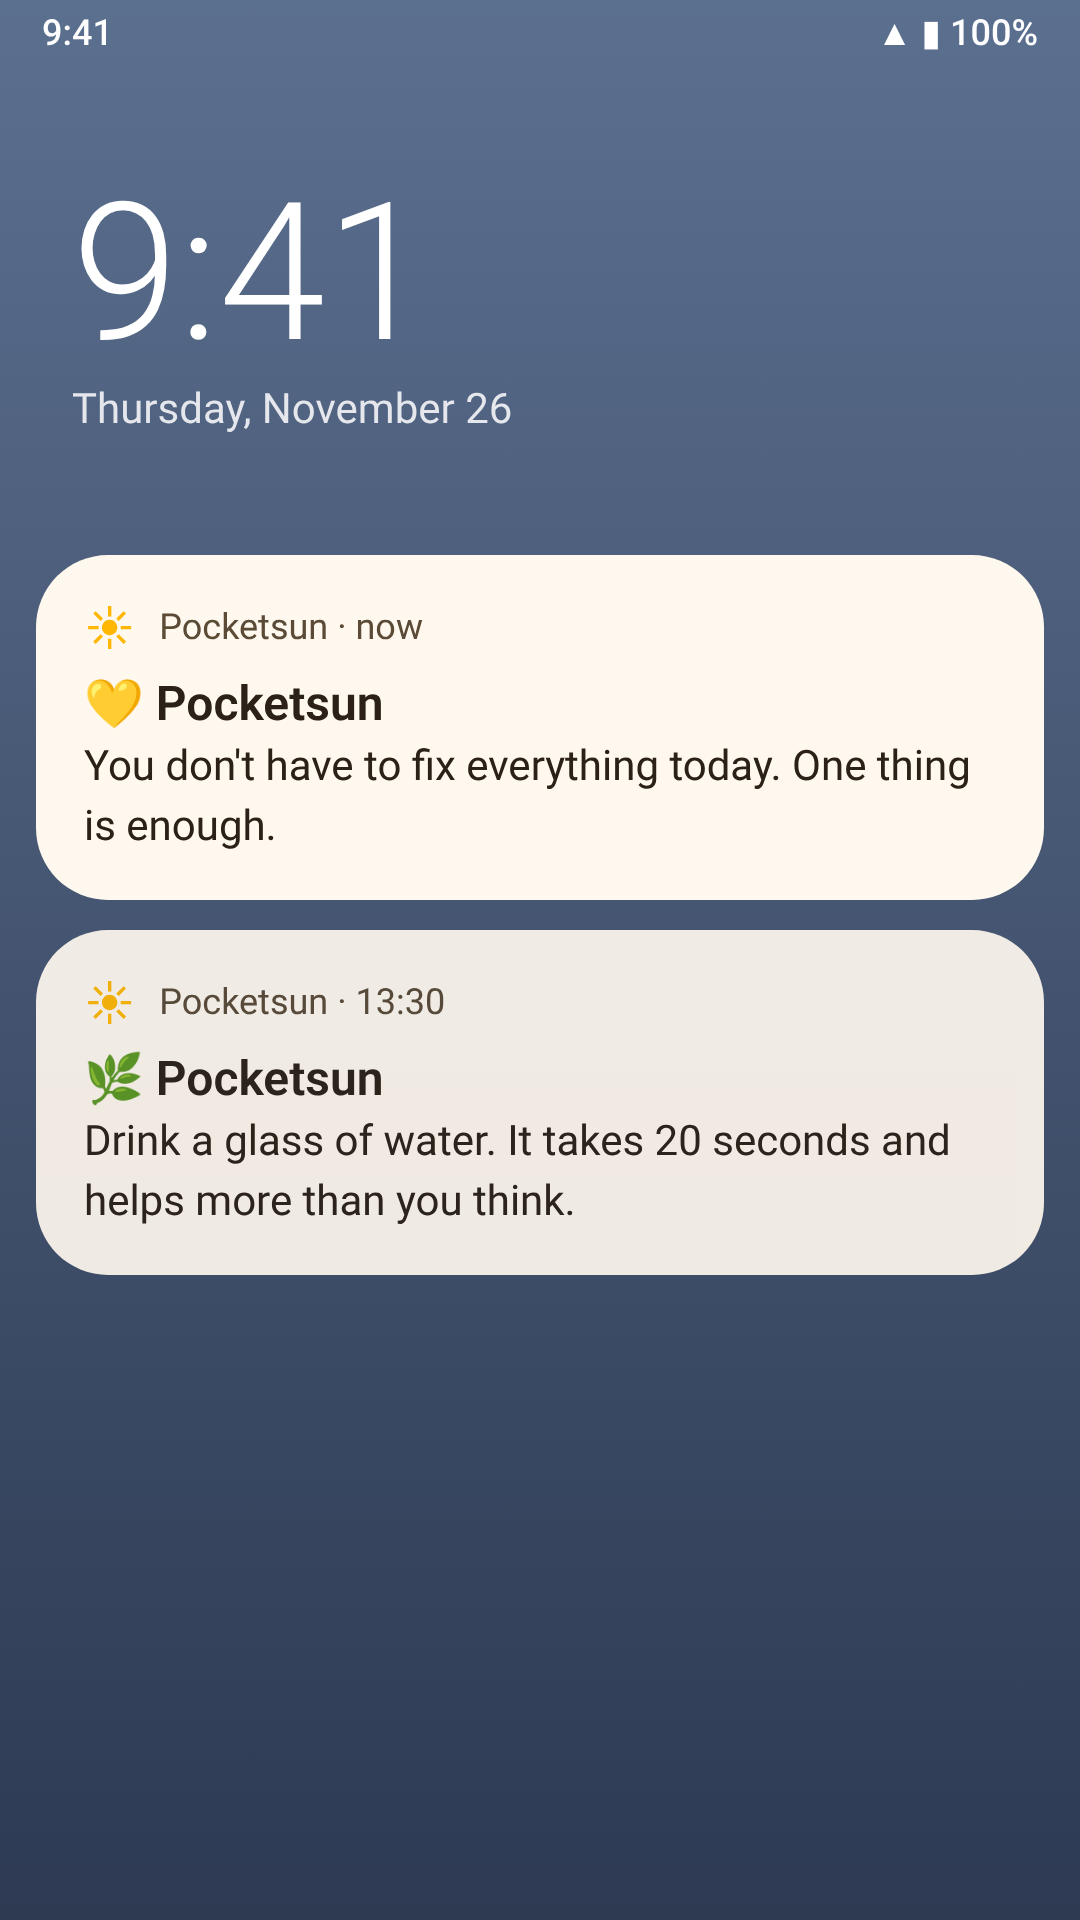 9:41 100%
9:41
Thursday, November 26
Pocketsun · now
💛 Pocketsun
You don't have to fix everything today. One thing
is enough.
Pocketsun · 13:30
🌿 Pocketsun
Drink a glass of water. It takes 20 seconds and
helps more than you think.